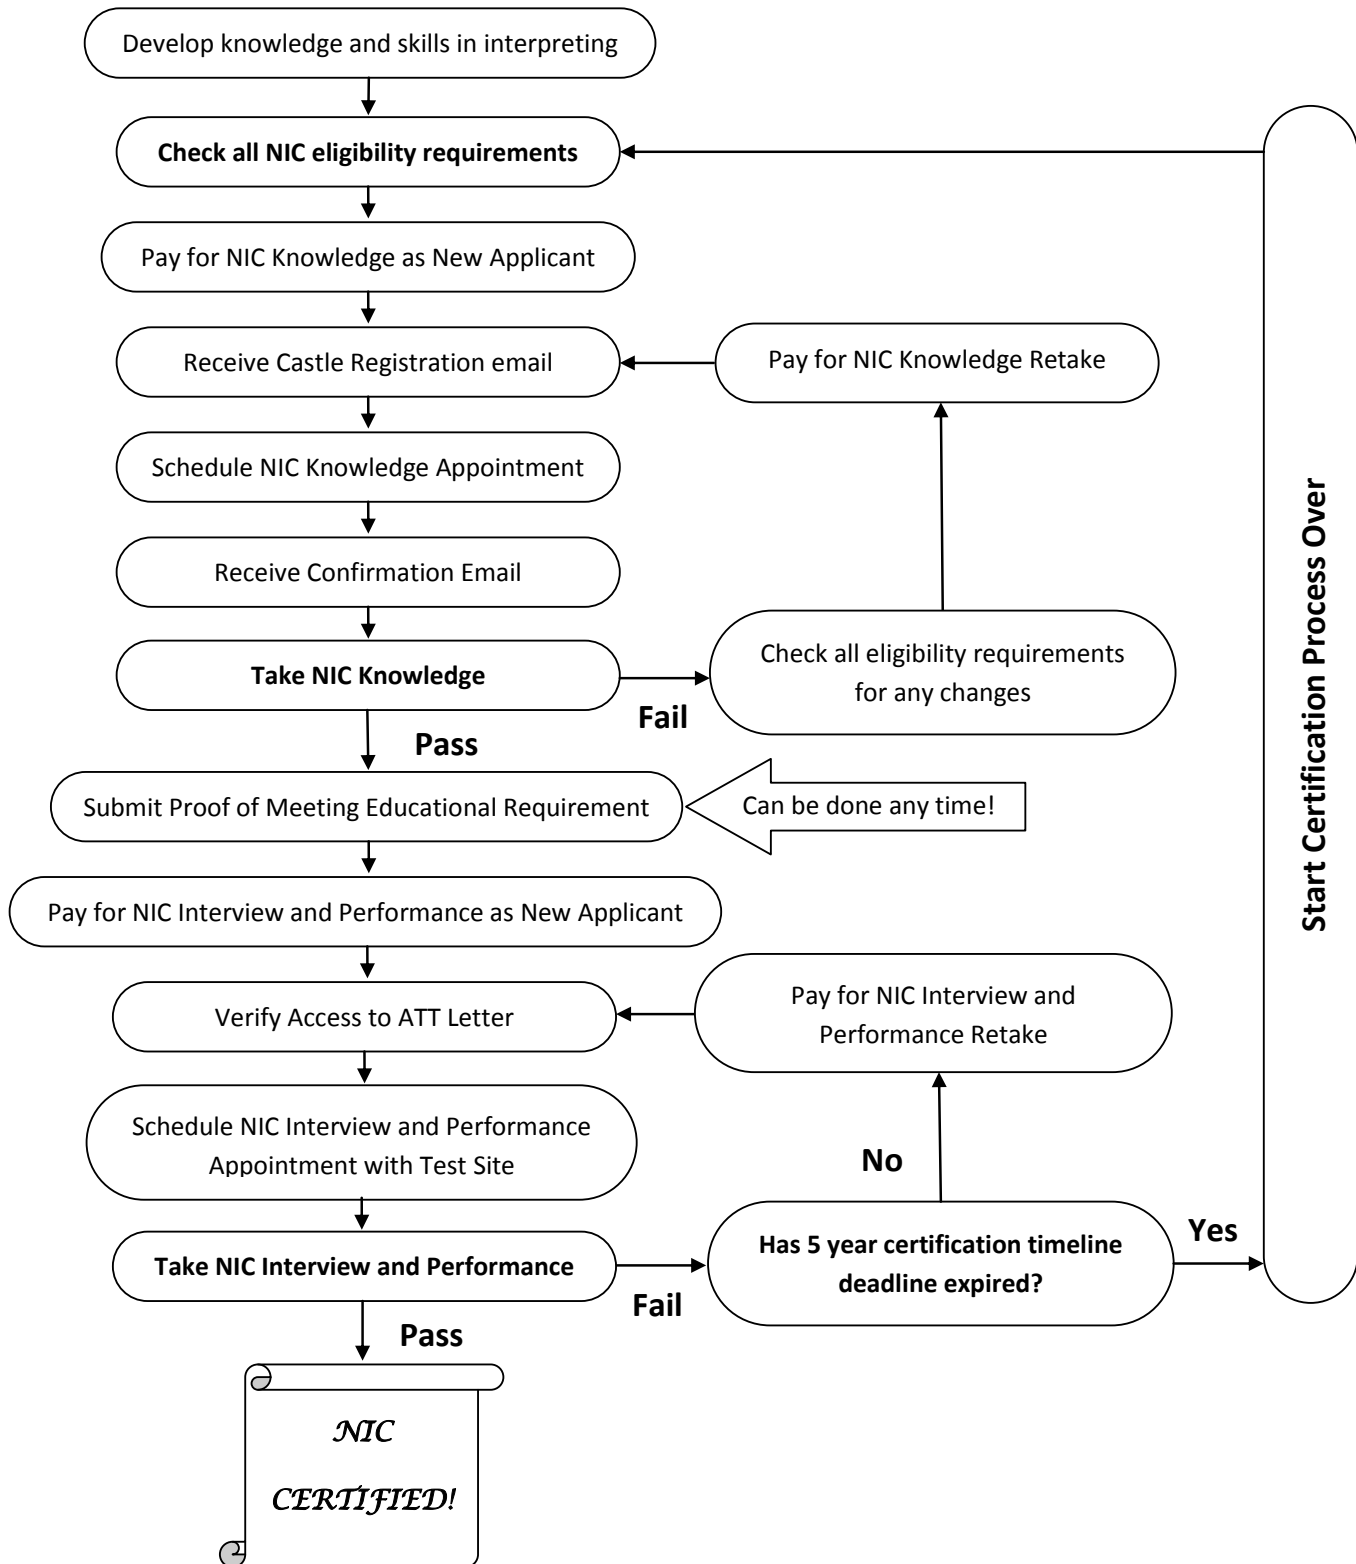 Develop knowledge and skills in interpreting
Check all NIC eligibility requirements
Pay for NIC Knowledge as New Applicant
Receive Castle Registration email
Pay for NIC Knowledge Retake
Schedule NIC Knowledge Appointment
Receive Confirmation Email
Take NIC Knowledge
Fail
Check all eligibility requirements
for any changes
Pass
Submit Proof of Meeting Educational Requirement
Can be done any time!
Pay for NIC Interview and Performance as New Applicant
Verify Access to ATT Letter
Pay for NIC Interview and
Performance Retake
Schedule NIC Interview and Performance
Appointment with Test Site
No
Take NIC Interview and Performance
Fail
Has 5 year certification timeline
deadline expired?
Yes
Start Certification Process Over
Pass
NIC
CERTIFIED!